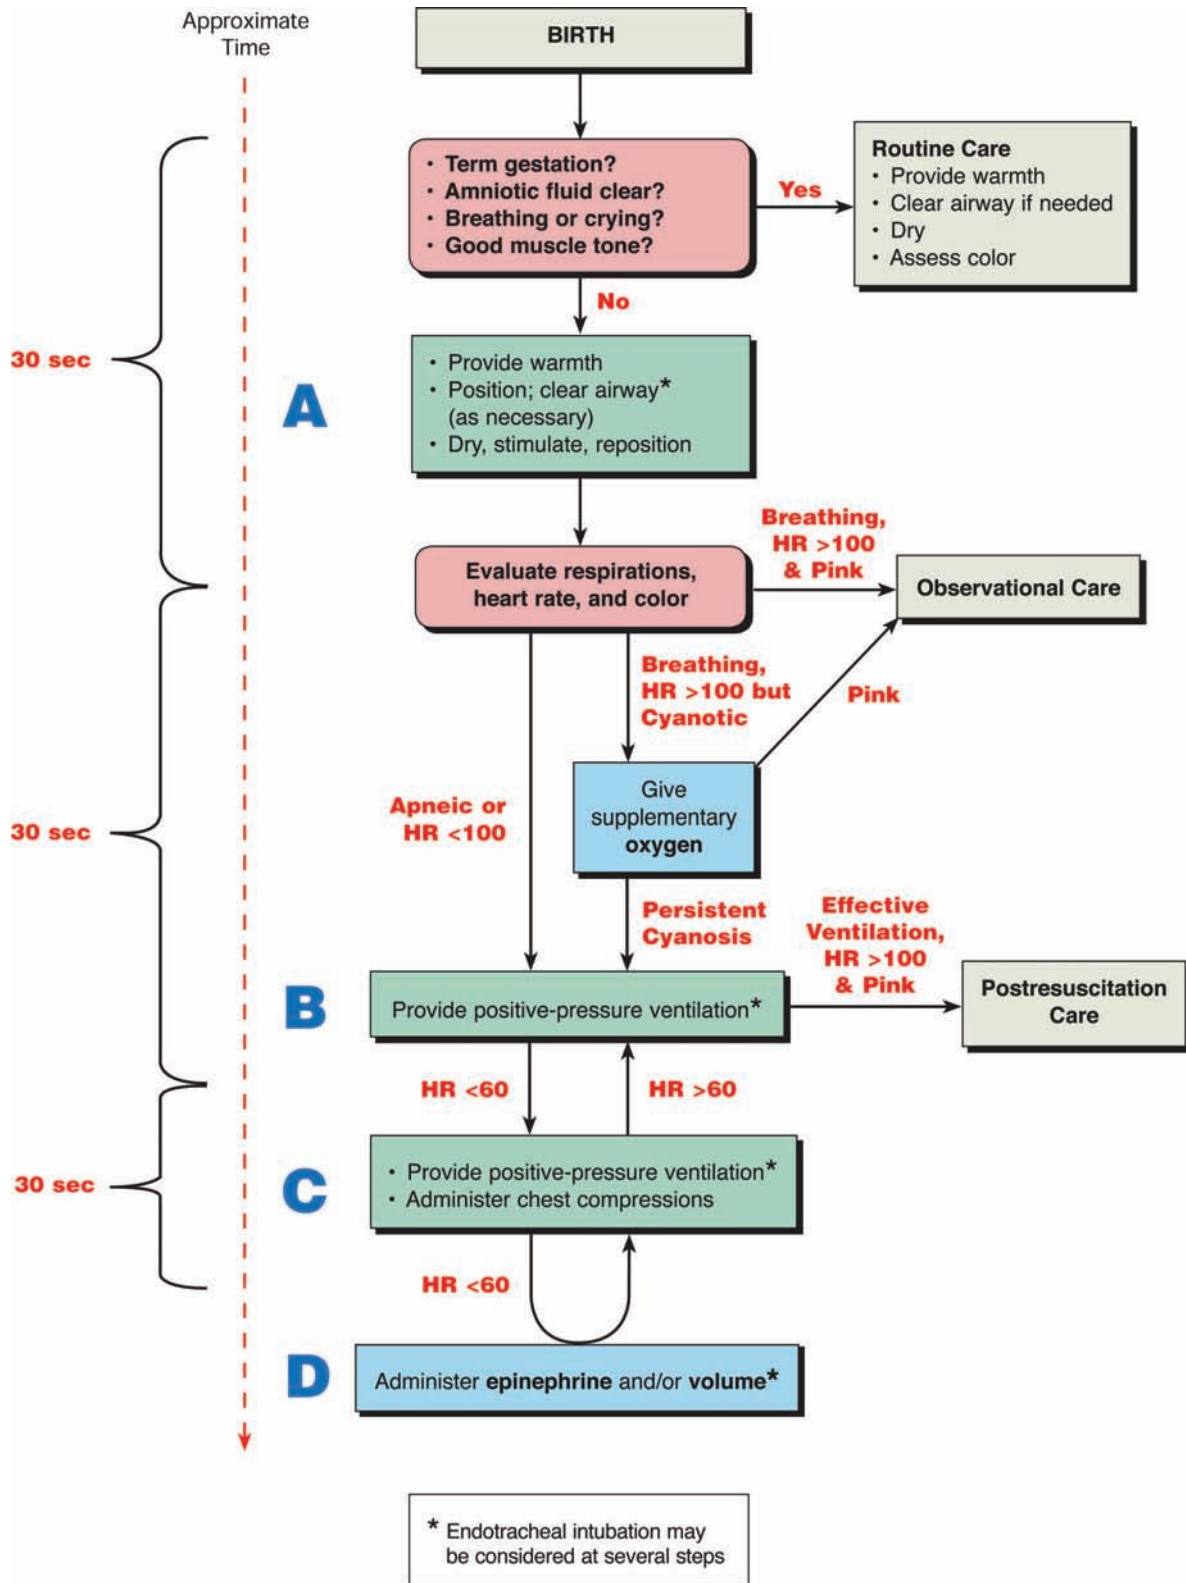 Approximate
Time
BIRTH
• Term gestation?
• Amniotic fluid clear?
• Breathing or crying?
• Good muscle tone?
Yes
Routine Care
• Provide warmth
• Clear airway if needed
• Dry
• Assess color
No
30 sec
A
• Provide warmth
• Position; clear airway*
(as necessary)
• Dry, stimulate, reposition
Evaluate respirations,
heart rate, and color
Breathing,
HR >100
& Pink
Observational Care
Breathing,
HR >100 but
Cyanotic
Pink
30 sec
Apneic or
HR <100
Give
supplementary
oxygen
Persistent
Cyanosis
B
Provide positive-pressure ventilation*
Effective
Ventilation,
HR >100
& Pink
Postresuscitation
Care
HR <60
HR >60
30 sec
C
• Provide positive-pressure ventilation*
• Administer chest compressions
HR <60
D
Administer epinephrine and/or volume*
* Endotracheal intubation may
be considered at several steps